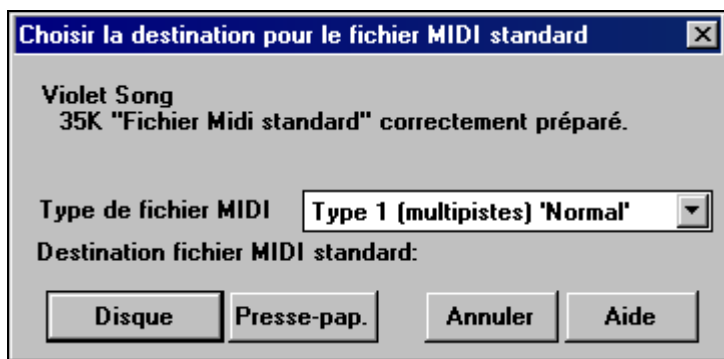 Choisir la destination pour le fichier MIDI standard
Violet Song
35K "Fichier Midi standard" correctement préparé.
Type de fichier MIDI Type 1 (multipistes) 'Normal'
Destination fichier MIDI standard:
Disque Presse-pap. Annuler Aide